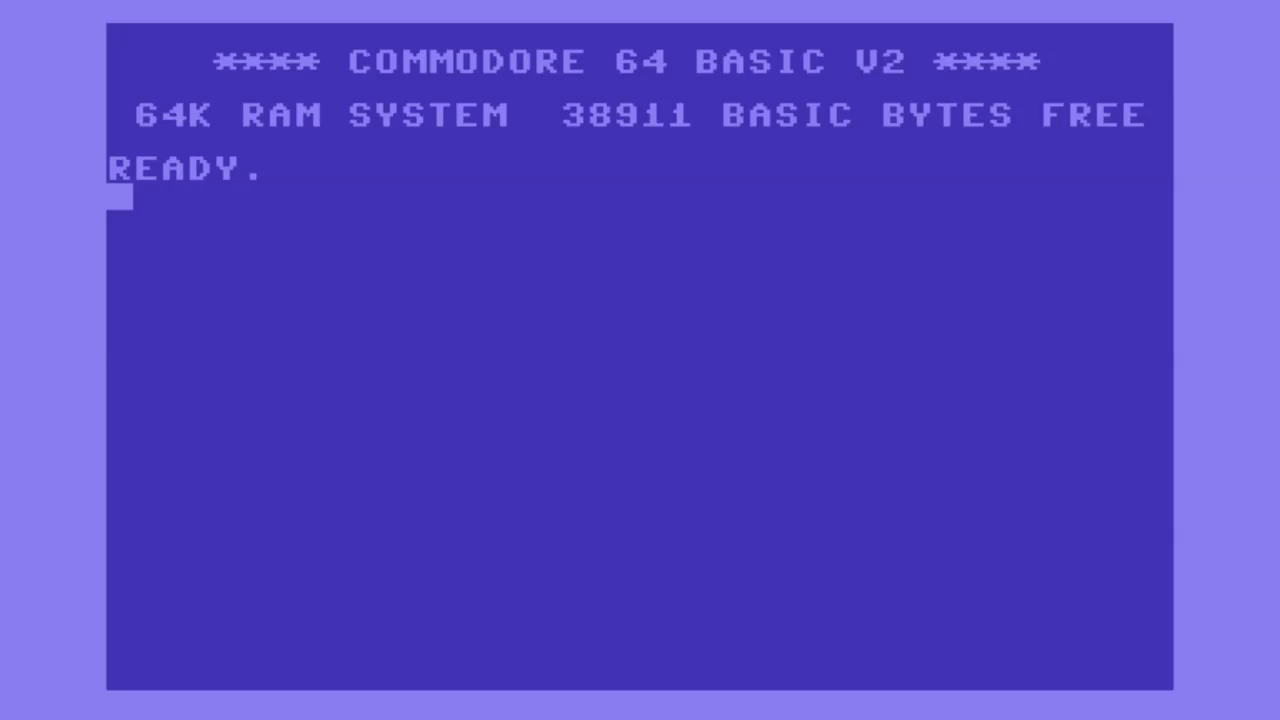 **** COMMODORE 64 BASIC V2 ****
64K RAM SYSTEM  38911 BASIC BYTES FREE
READY.